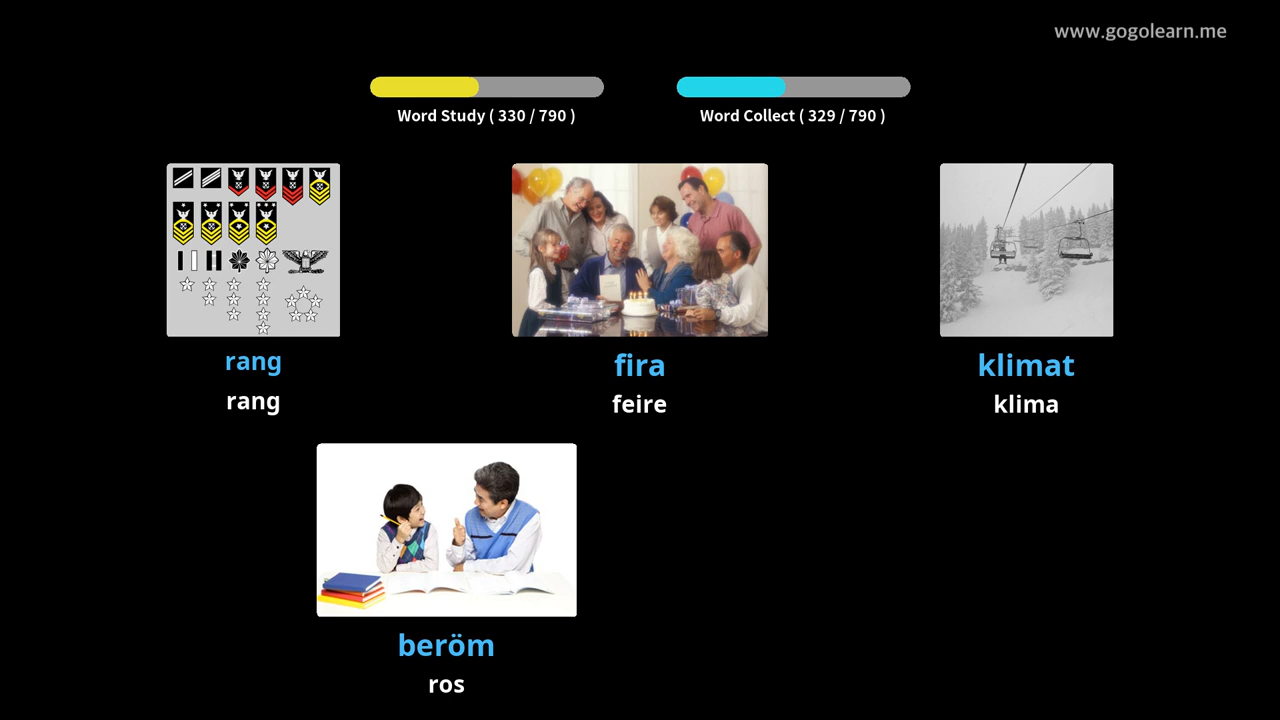 www.gogolearn.me
Word Study ( 330 / 790 )
Word Collect ( 329 / 790 )
rang
rang
fira
feire
klimat
klima
beröm
ros